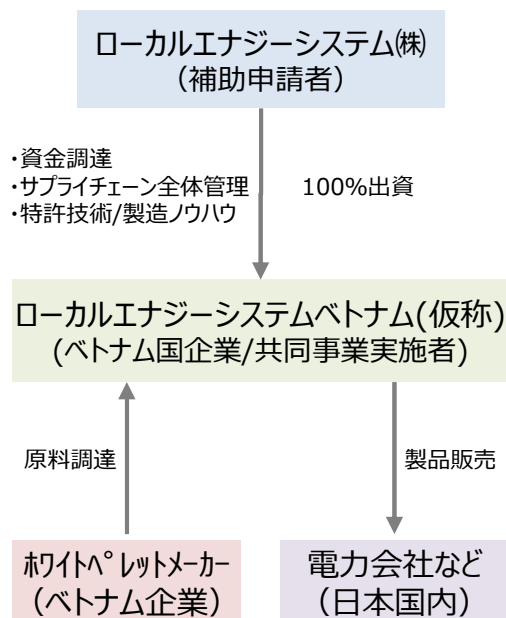 ローカルエナジーシステム㈱
（補助申請者）
・資金調達
・サプライチェーン全体管理
・特許技術/製造ノウハウ
100%出資
ローカルエナジーシステムベトナム(仮称)
(ベトナム国企業/共同事業実施者)
原料調達
製品販売
ﾎﾜｲﾄﾍﾟﾚｯﾄﾒｰｶｰ
（ベトナム企業）
電力会社など
（日本国内）